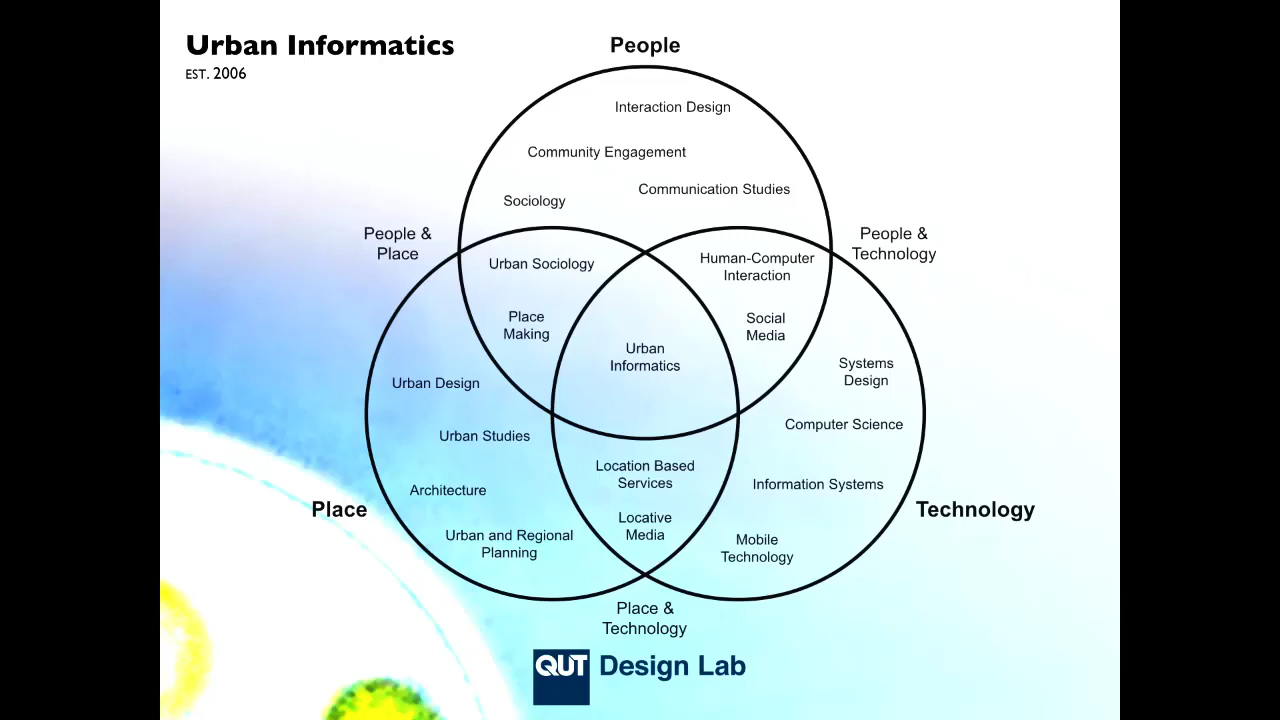 Urban Informatics
EST. 2006
People
Interaction Design
Community Engagement
Communication Studies
Sociology
People &
Place
People &
Technology
Urban Sociology
Human-Computer
Interaction
Place
Making
Social
Media
Urban
Informatics
Systems
Design
Urban Design
Computer Science
Urban Studies
Location Based
Services
Information Systems
Architecture
Place
Technology
Locative
Media
Urban and Regional
Planning
Mobile
Technology
Place &
Technology
QUT Design Lab